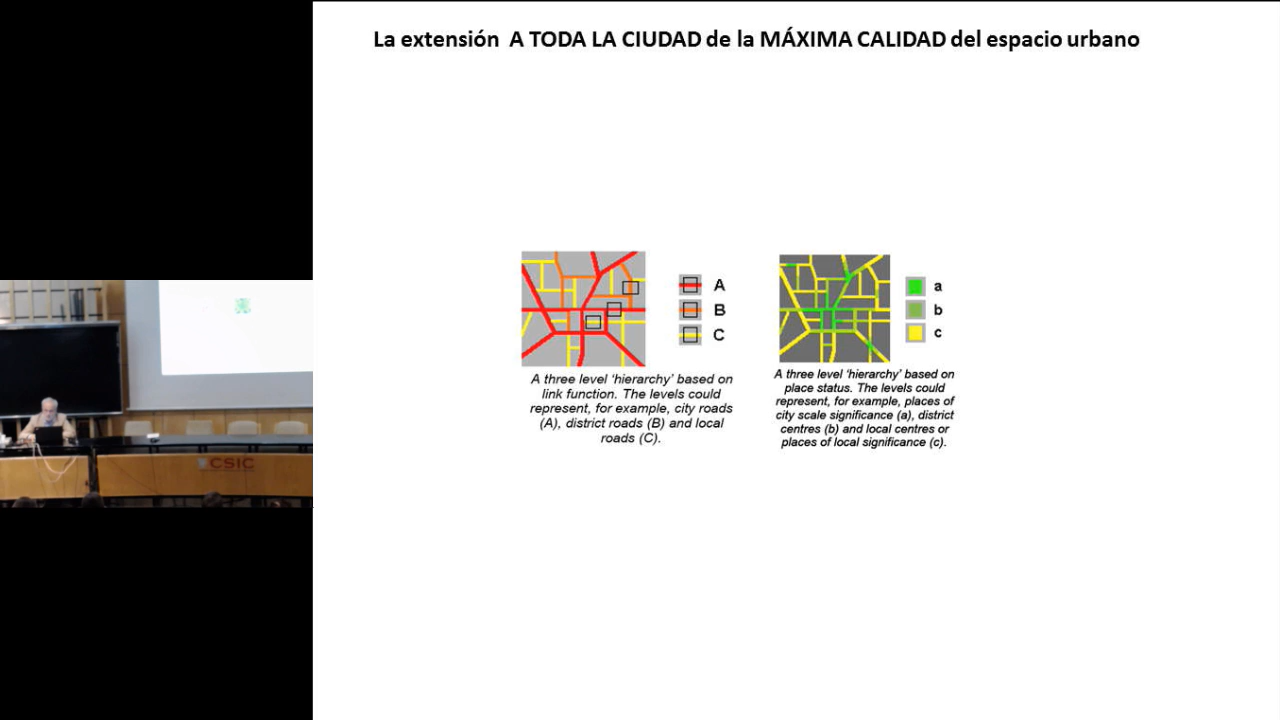 La extensión A TODA LA CIUDAD de la MÁXIMA CALIDAD del espacio urbano
A
B
C
A three level ‘hierarchy’ based on
link function. The levels could
represent, for example, city roads
(A), district roads (B) and local
roads (C).
a
b
c
A three level ‘hierarchy’ based on
place status. The levels could
represent, for example, places of
city scale significance (a), district
centres (b) and local centres or
places of local significance (c).
CSIC